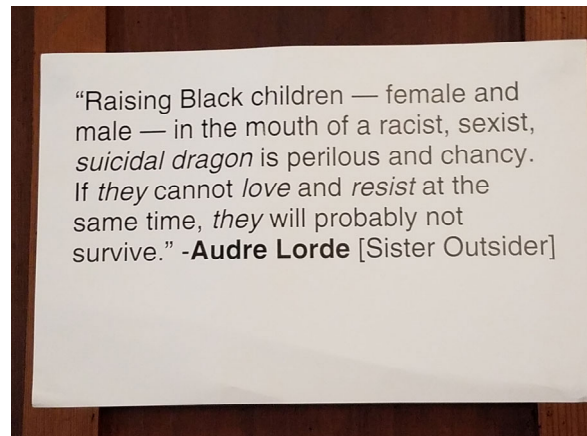 “Raising Black children — female and
male — in the mouth of a racist, sexist,
suicidal dragon is perilous and chancy.
If they cannot love and resist at the
same time, they will probably not
survive.” -Audre Lorde [Sister Outsider]